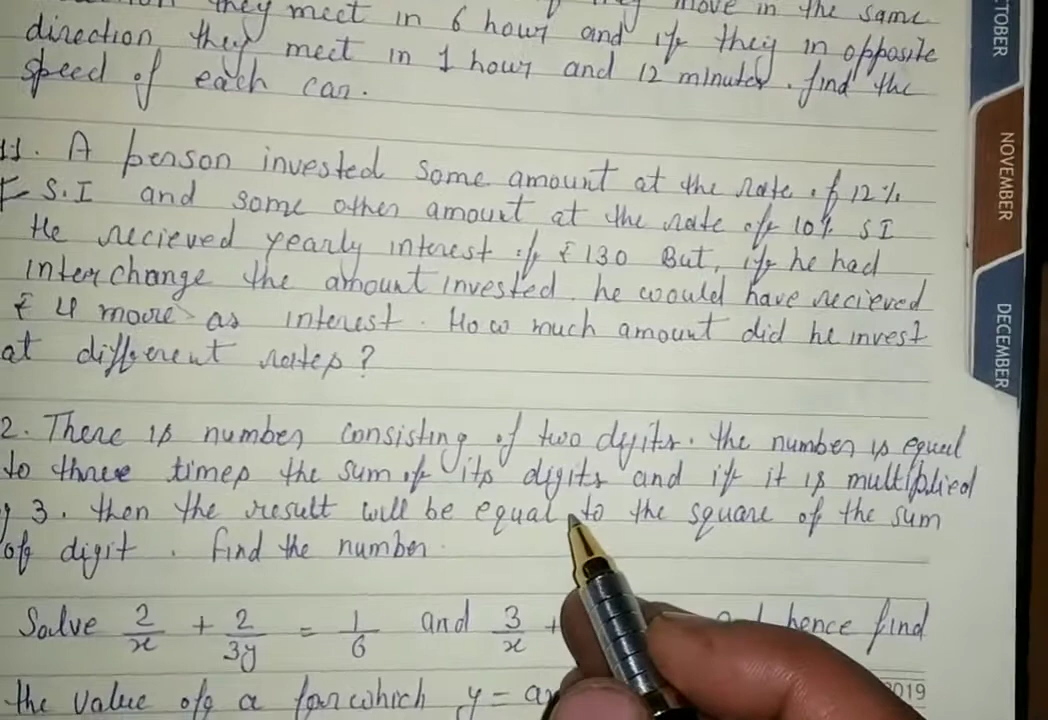 they meet in 6 hour and if they move in the same
direction they meet in 1 hour and 12 minutes. find the
speed of each car.
11. A person invested some amount at the rate of 12%
S.I and some other amount at the rate of 10% SI
He recieved yearly interest of ₹ 130 But, if he had
interchange the amount invested. he would have recieved
₹ 4 more as interest. How much amount did he invest
at different rates?
2. There is number consisting of two digits. the number is equal
to three times the sum of its digits and if it is multiplied
y 3. then the result will be equal to the square of the sum
of digit. find the number.
Solve 2/x + 2/3y = 1/6 and 3/x + hence find
the value of a for which y = a
OCTOBER
NOVEMBER
DECEMBER
2019